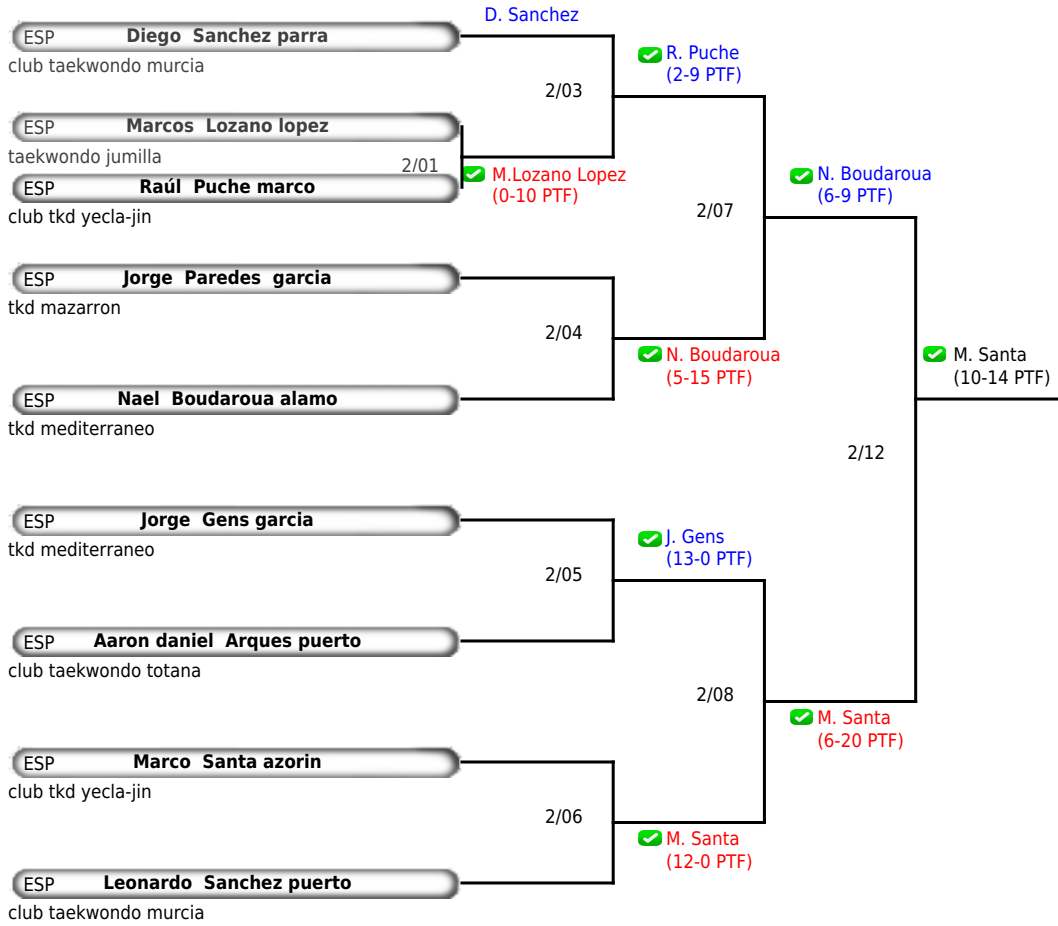 D. Sanchez
ESP Diego Sanchez parra
club taekwondo murcia
R. Puche
(2-9 PTF)
2/03
ESP Marcos Lozano lopez
taekwondo jumilla
2/01
M.Lozano Lopez
(0-10 PTF)
ESP Raúl Puche marco
club tkd yecla-jin
N. Boudaroua
(6-9 PTF)
2/07
ESP Jorge Paredes garcia
tkd mazarron
2/04
N. Boudaroua
(5-15 PTF)
M. Santa
(10-14 PTF)
ESP Nael Boudaroua alamo
tkd mediterraneo
2/12
ESP Jorge Gens garcia
tkd mediterraneo
J. Gens
(13-0 PTF)
2/05
ESP Aaron daniel Arques puerto
club taekwondo totana
2/08
M. Santa
(6-20 PTF)
ESP Marco Santa azorin
club tkd yecla-jin
2/06
M. Santa
(12-0 PTF)
ESP Leonardo Sanchez puerto
club taekwondo murcia